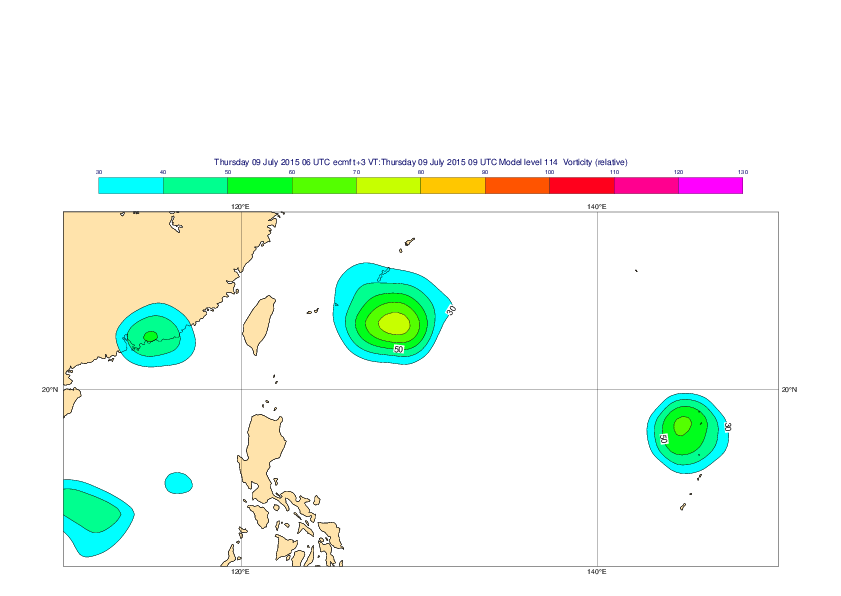 Thursday 09 July 2015 06 UTC ecmf t+3 VT:Thursday 09 July 2015 09 UTC Model level 114 Vorticity (relative)
30 40 50 60 70 80 90 100 110 120 130
120°E 140°E
30
50
20°N 20°N
30
50
120°E 140°E